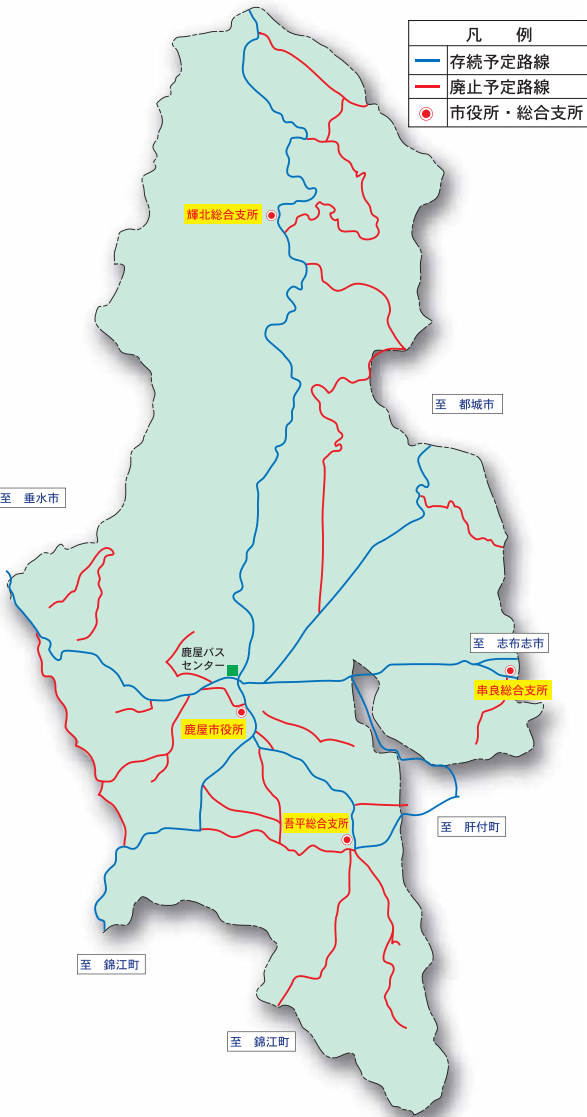 凡　例
存続予定路線
廃止予定路線
市役所・総合支所
輝北総合支所
至　都城市
至　垂水市
鹿屋バス
センター
至　志布志市
串良総合支所
鹿屋市役所
吾平総合支所
至　肝付町
至　錦江町
至　錦江町